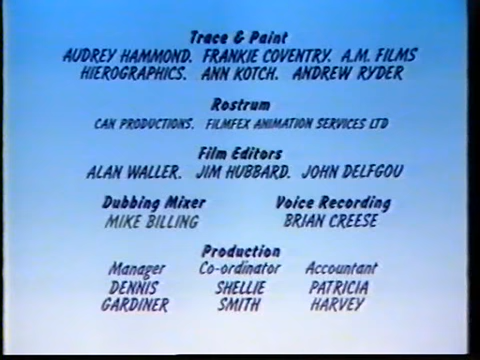 Trace & Paint
AUDREY HAMMOND. FRANKIE COVENTRY. A.M. FILMS
HIEROGRAPHICS. ANN KOTCH. ANDREW RYDER
Rostrum
CAN PRODUCTIONS. FILMFEX ANIMATION SERVICES LTD
Film Editors
ALAN WALLER. JIM HUBBARD. JOHN DELFGOU
Dubbing Mixer Voice Recording
MIKE BILLING BRIAN CREESE
Production
Manager Co-ordinator Accountant
DENNIS SHELLIE PATRICIA
GARDINER SMITH HARVEY